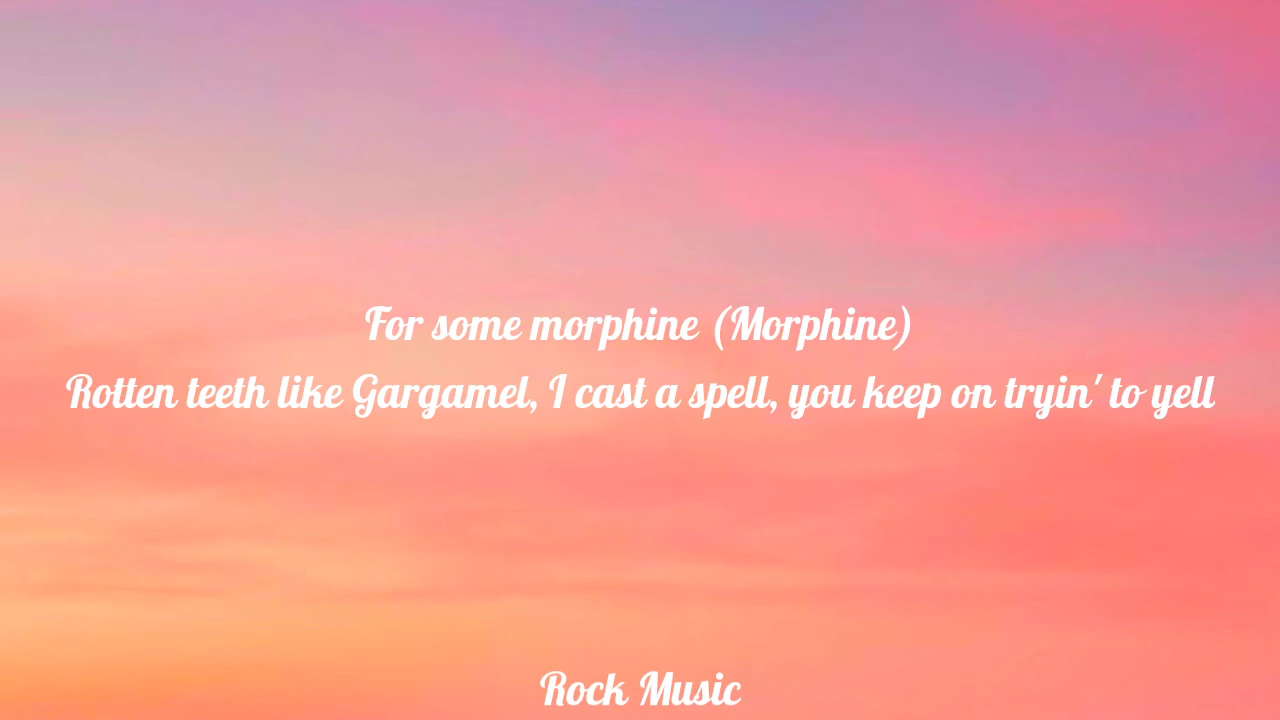 For some morphine (Morphine)
Rotten teeth like Gargamel, I cast a spell, you keep on tryin' to yell
Rock Music